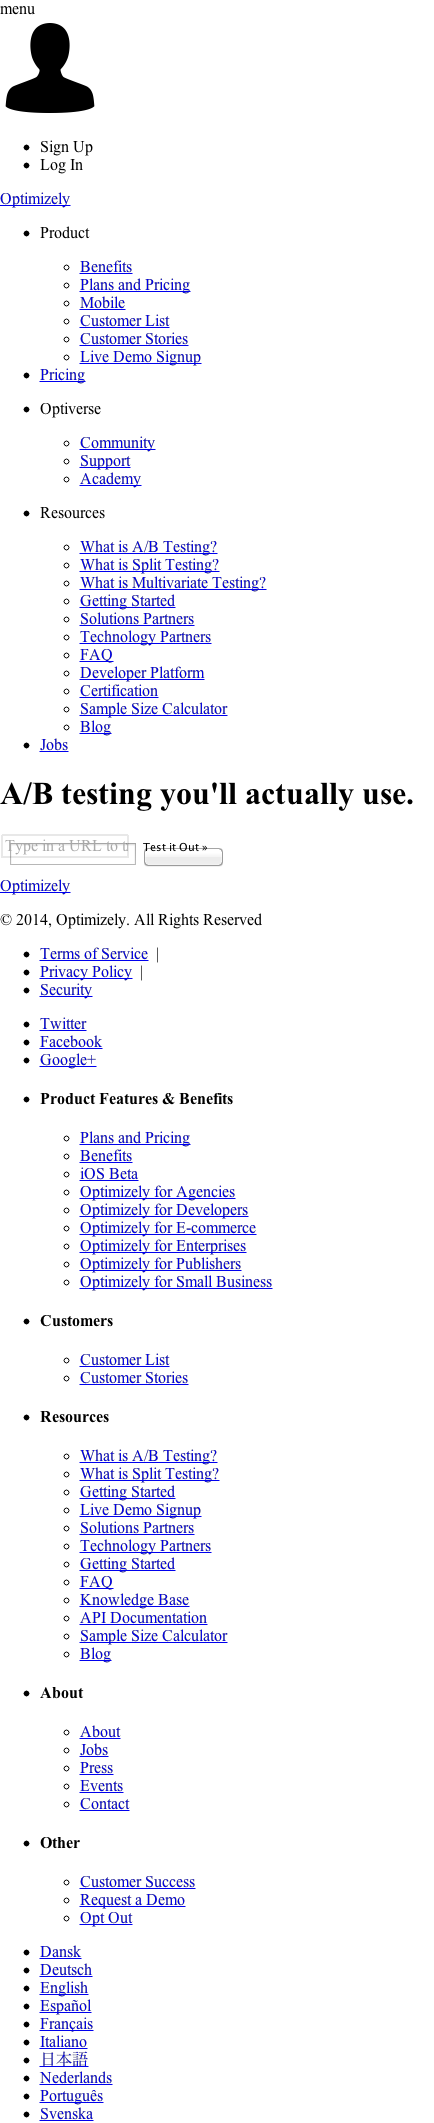 menu
Sign Up
Log In
Optimizely
Product
Benefits
Plans and Pricing
Mobile
Customer List
Customer Stories
Live Demo Signup
Pricing
Optiverse
Community
Support
Academy
Resources
What is A/B Testing?
What is Split Testing?
What is Multivariate Testing?
Getting Started
Solutions Partners
Technology Partners
FAQ
Developer Platform
Certification
Sample Size Calculator
Blog
Jobs
A/B testing you'll actually use.
Type in a URL to t Test it Out »
Optimizely
© 2014, Optimizely. All Rights Reserved
Terms of Service |
Privacy Policy |
Security
Twitter
Facebook
Google+
Product Features & Benefits
Plans and Pricing
Benefits
iOS Beta
Optimizely for Agencies
Optimizely for Developers
Optimizely for E-commerce
Optimizely for Enterprises
Optimizely for Publishers
Optimizely for Small Business
Customers
Customer List
Customer Stories
Resources
What is A/B Testing?
What is Split Testing?
Getting Started
Live Demo Signup
Solutions Partners
Technology Partners
Getting Started
FAQ
Knowledge Base
API Documentation
Sample Size Calculator
Blog
About
About
Jobs
Press
Events
Contact
Other
Customer Success
Request a Demo
Opt Out
Dansk
Deutsch
English
Español
Français
Italiano
日本語
Nederlands
Português
Svenska